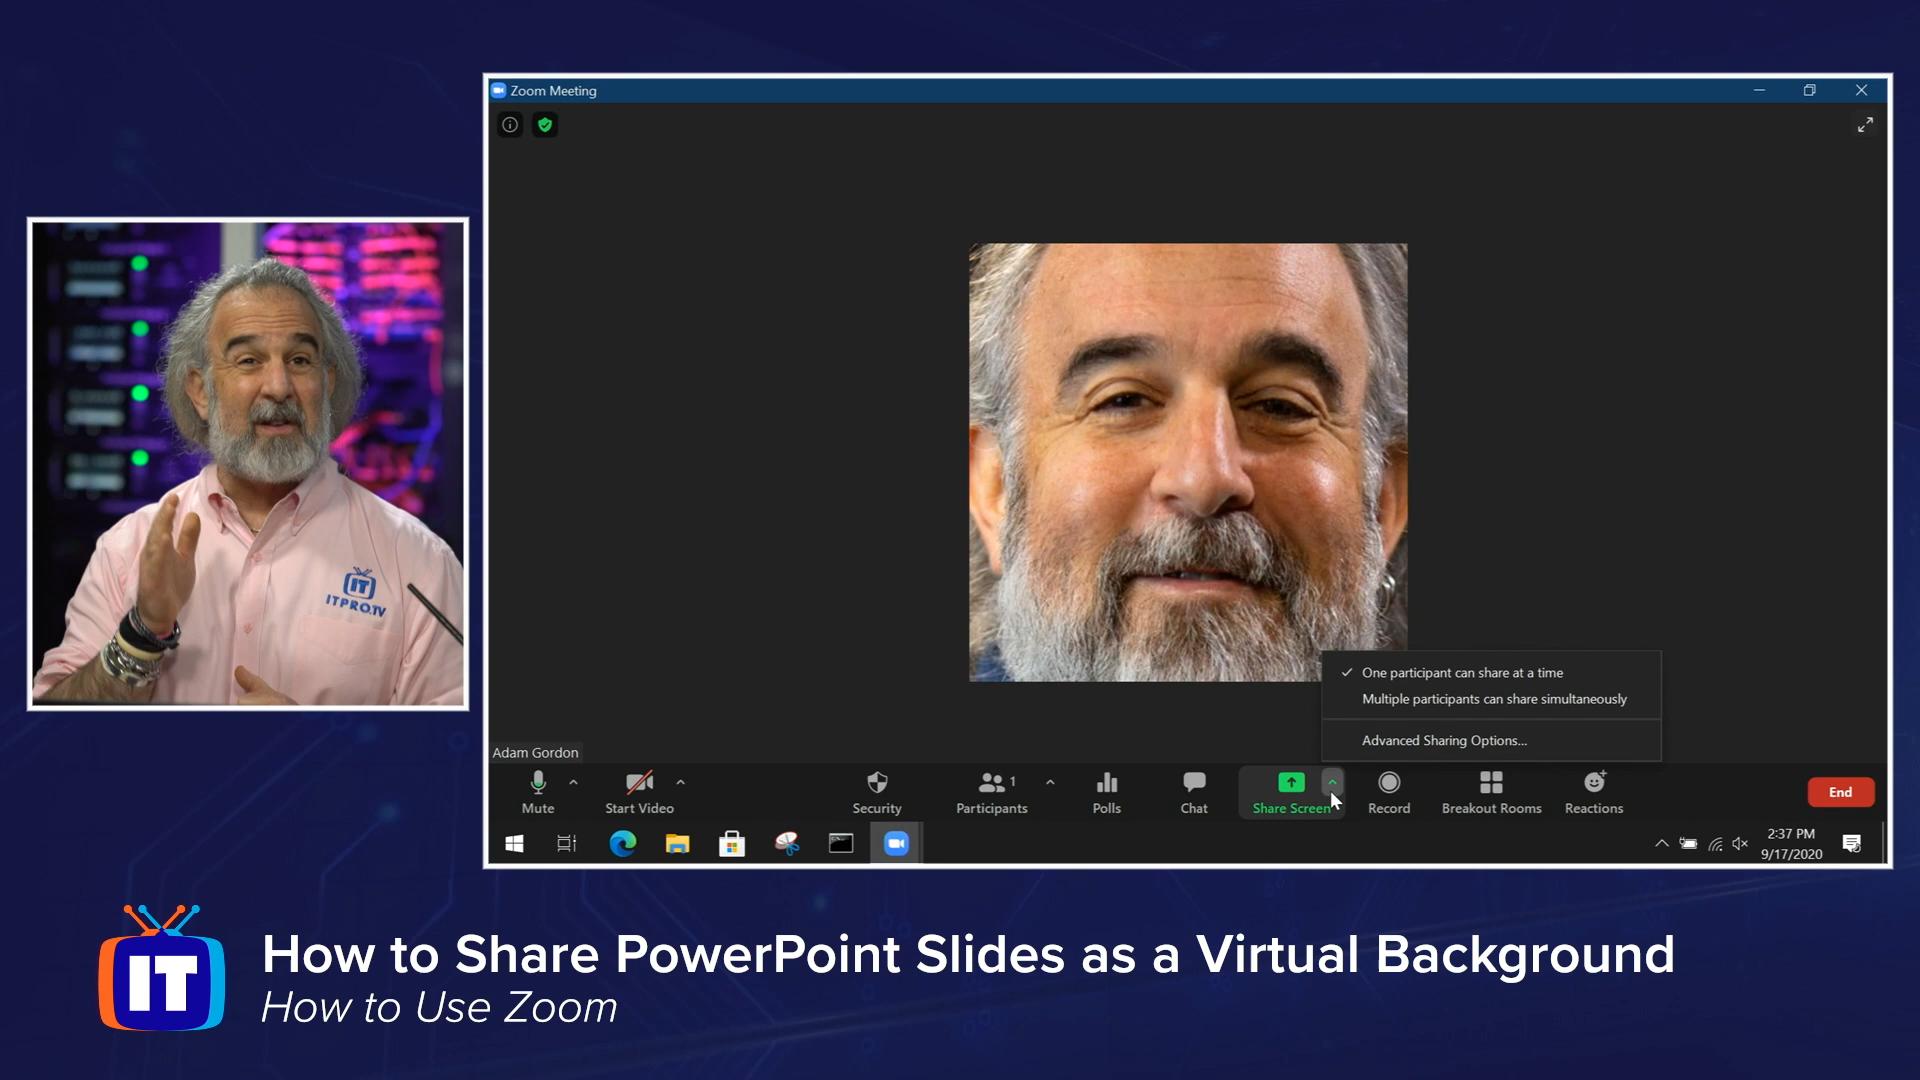 Zoom Meeting
IT
ITPRO.TV
One participant can share at a time
Multiple participants can share simultaneously
Advanced Sharing Options...
Adam Gordon
Mute
Start Video
Security
1
Participants
Polls
Chat
Share Screen
Record
Breakout Rooms
Reactions
End
2:37 PM
9/17/2020
IT
How to Share PowerPoint Slides as a Virtual Background
How to Use Zoom